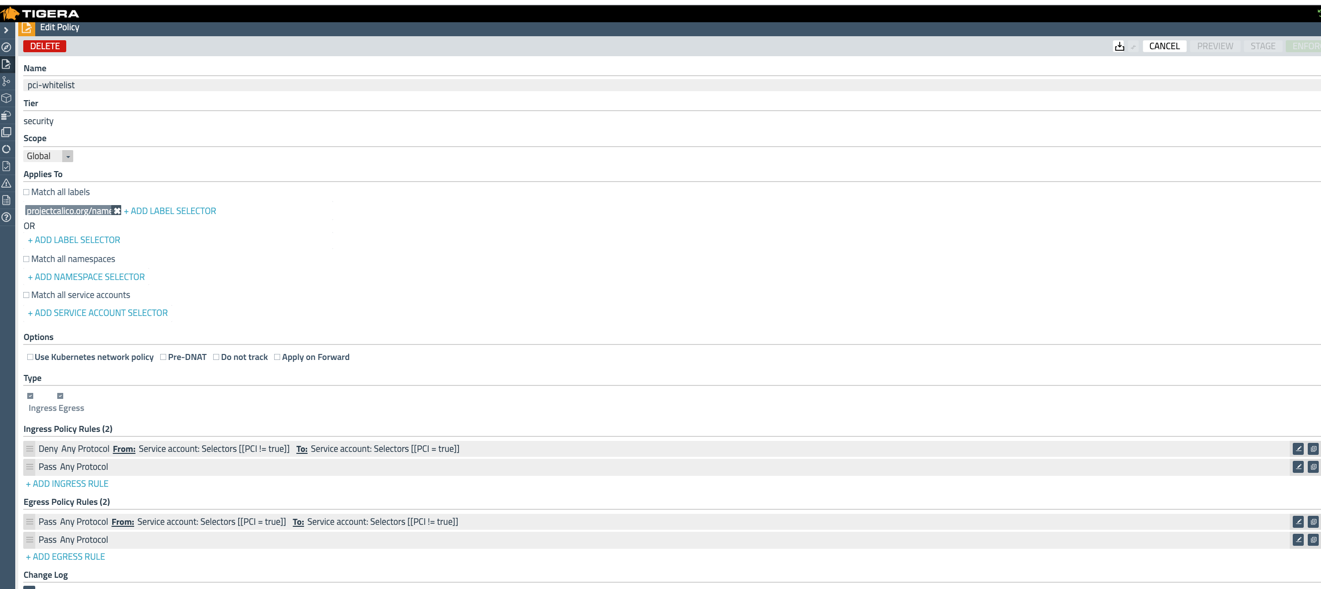 TIGERA
Edit Policy
DELETE
CANCEL PREVIEW STAGE
Name
pci-whitelist
Tier
security
Scope
Global
Applies To
Match all labels
projectcalico.org/name + ADD LABEL SELECTOR
OR
+ ADD LABEL SELECTOR
Match all namespaces
+ ADD NAMESPACE SELECTOR
Match all service accounts
+ ADD SERVICE ACCOUNT SELECTOR
Options
Use Kubernetes network policy Pre-DNAT Do not track Apply on Forward
Type
Ingress Egress
Ingress Policy Rules (2)
Deny Any Protocol From: Service account: Selectors [[PCI != true]] To: Service account: Selectors [[PCI = true]]
Pass Any Protocol
+ ADD INGRESS RULE
Egress Policy Rules (2)
Pass Any Protocol From: Service account: Selectors [[PCI = true]] To: Service account: Selectors [[PCI != true]]
Pass Any Protocol
+ ADD EGRESS RULE
Change Log